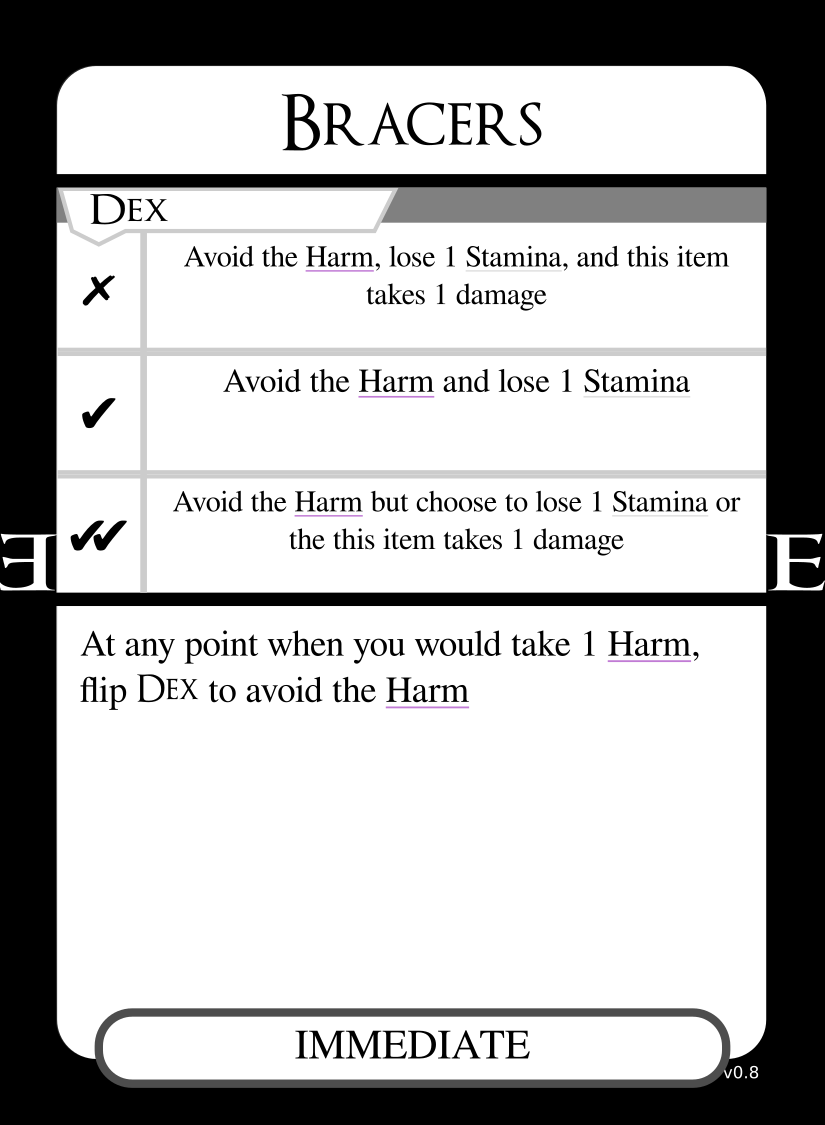 BRACERS
DEX
✗ Avoid the Harm, lose 1 Stamina, and this item
takes 1 damage
✔ Avoid the Harm and lose 1 Stamina
✔✔ Avoid the Harm but choose to lose 1 Stamina or
the this item takes 1 damage
E E
At any point when you would take 1 Harm,
flip DEX to avoid the Harm
IMMEDIATE
v0.8